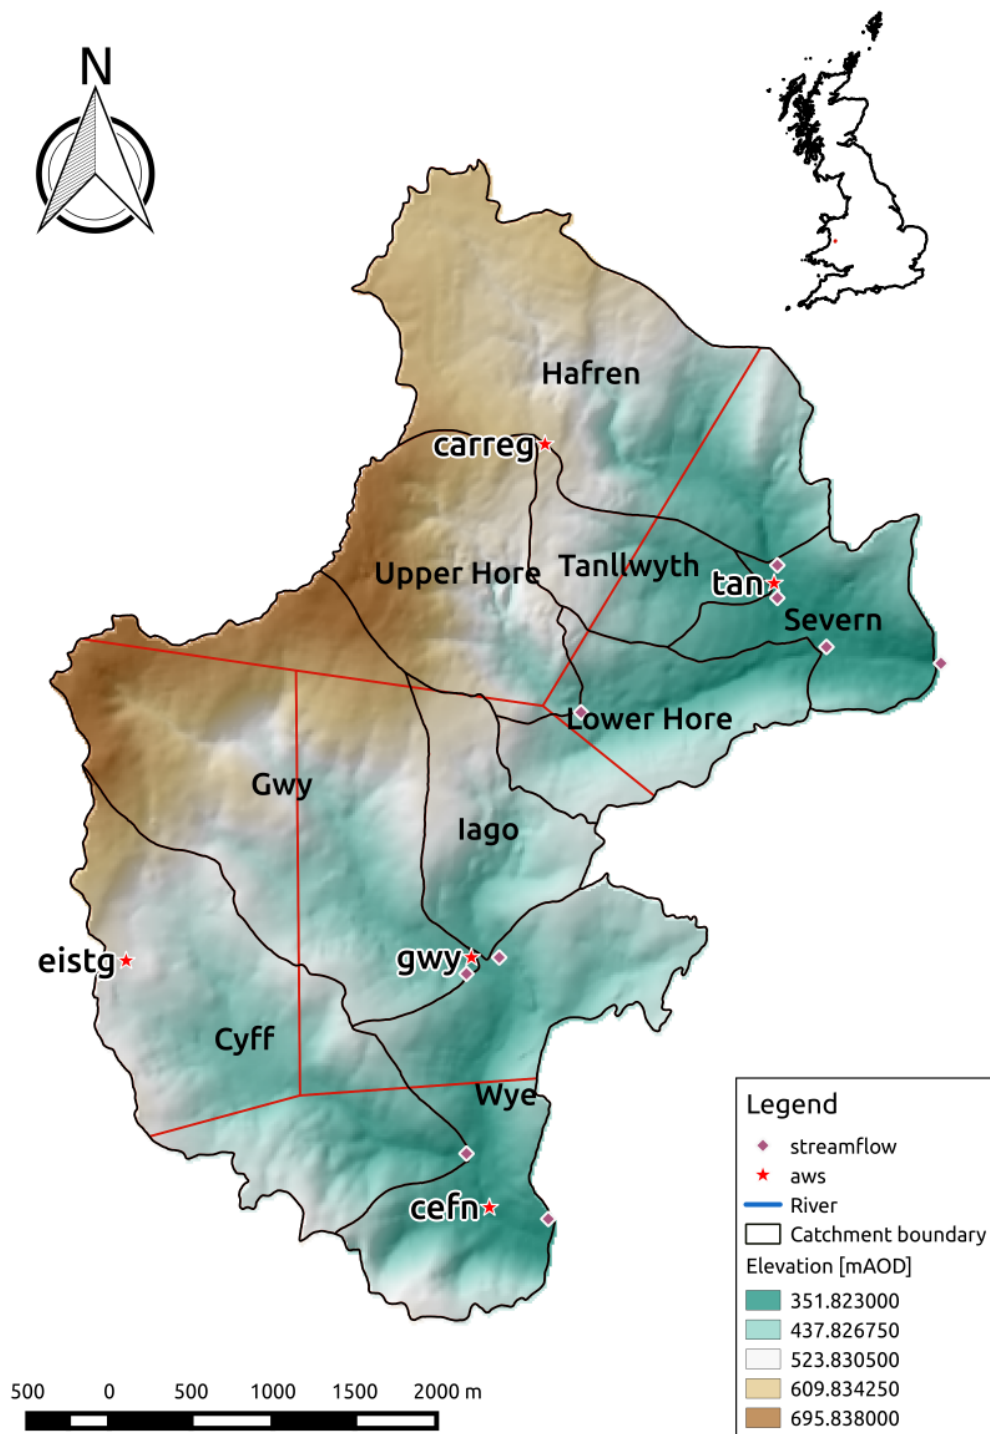 N
Hafren
carreg
Upper Hore
Tanllwyth
tan
Severn
Lower Hore
Gwy
Iago
eistg
gwy
Cyff
Wye
cefn
Legend
streamflow
aws
River
Catchment boundary
Elevation [mAOD]
351.823000
437.826750
523.830500
609.834250
695.838000
500 0 500 1000 1500 2000 m